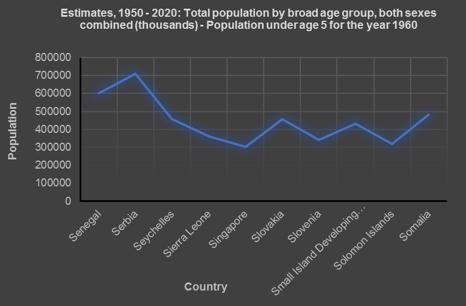 Estimates, 1950 - 2020: Total population by broad age group, both sexes
combined (thousands) - Population under age 5 for the year 1960
800000
700000
600000
500000
400000
300000
200000
100000
0
Population
Senegal
Serbia
Seychelles
Sierra Leone
Singapore
Slovakia
Slovenia
Small Island Developing…
Solomon Islands
Somalia
Country